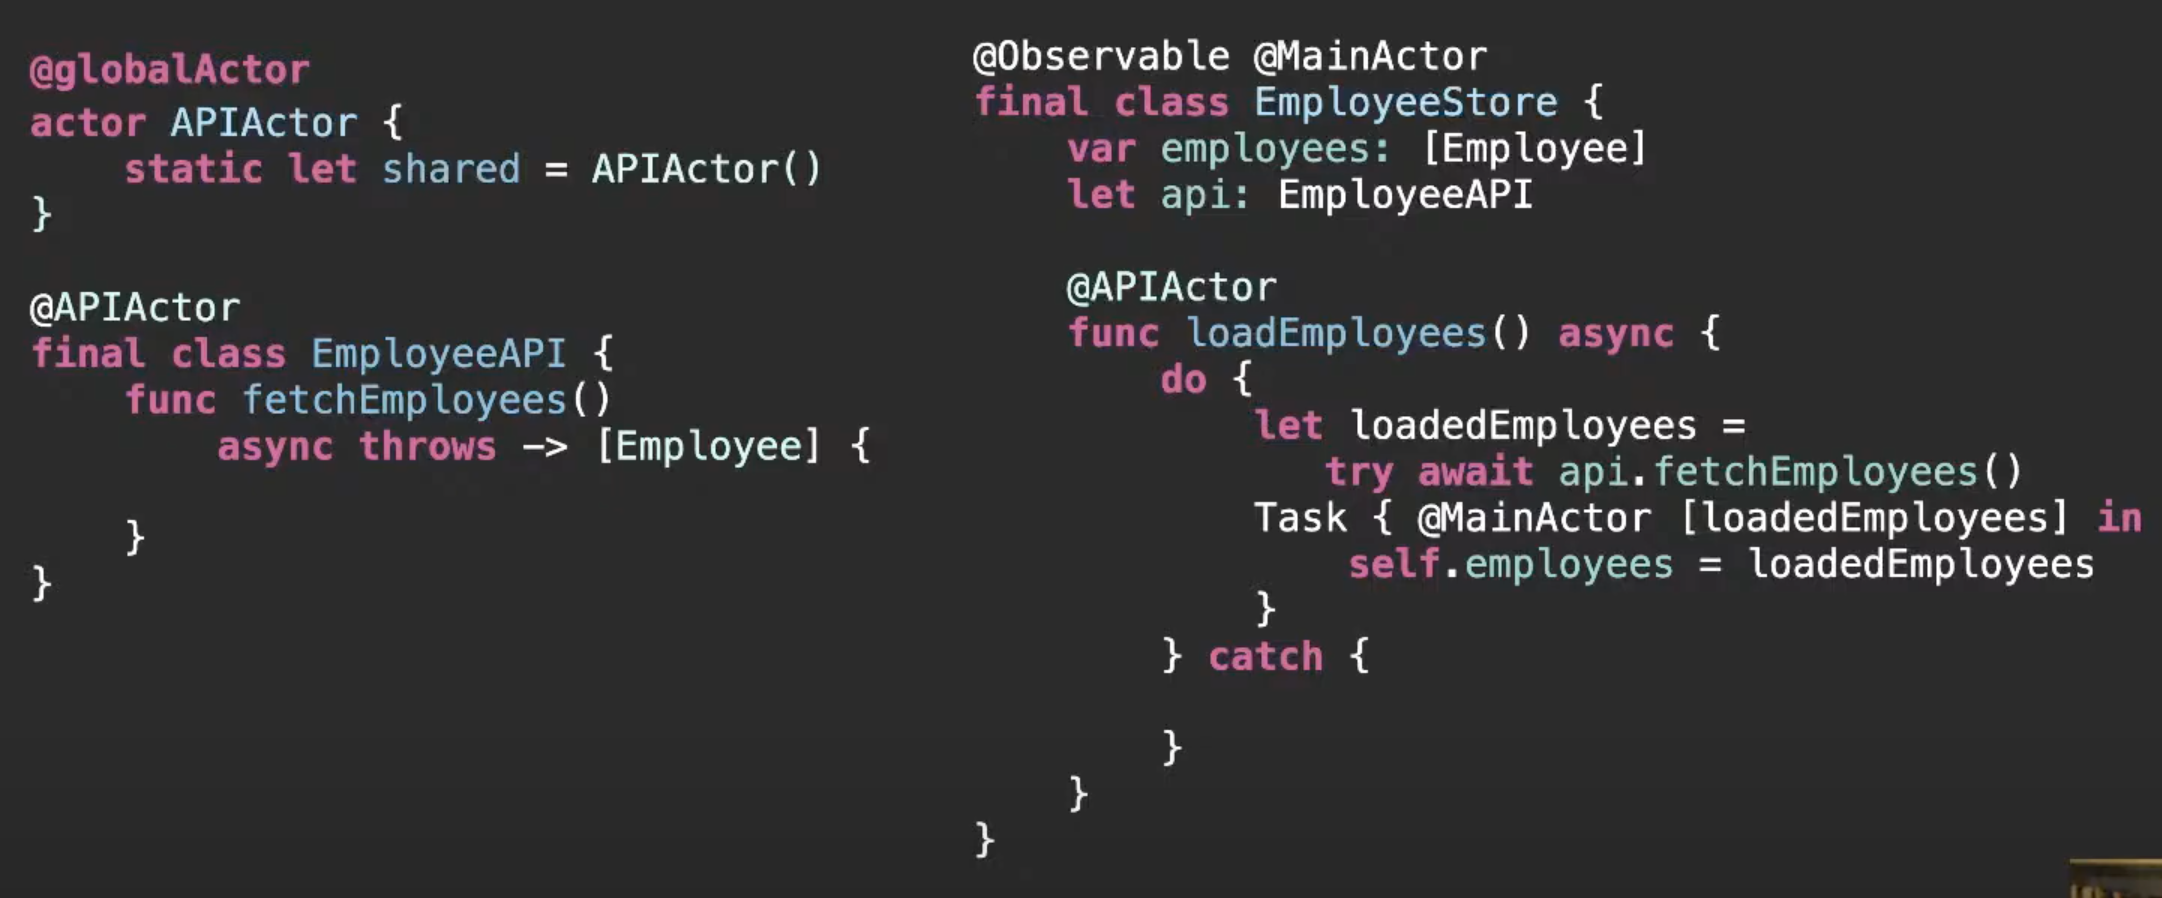 @globalActor
actor APIActor {
static let shared = APIActor()
}
@APIActor
final class EmployeeAPI {
func fetchEmployees()
async throws -> [Employee] {
}
}
@Observable @MainActor
final class EmployeeStore {
var employees: [Employee]
let api: EmployeeAPI
@APIActor
func loadEmployees() async {
do {
let loadedEmployees =
try await api.fetchEmployees()
Task { @MainActor [loadedEmployees] in
self.employees = loadedEmployees
}
} catch {
}
}
}